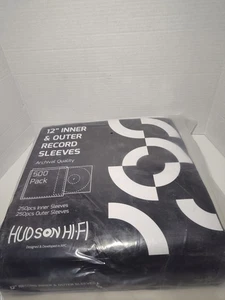 12" INNER
& OUTER
RECORD
SLEEVES
Archival Quality
500
Pack
250pcs Inner Sleeves
250pcs Outer Sleeves
HUDSON HI-FI